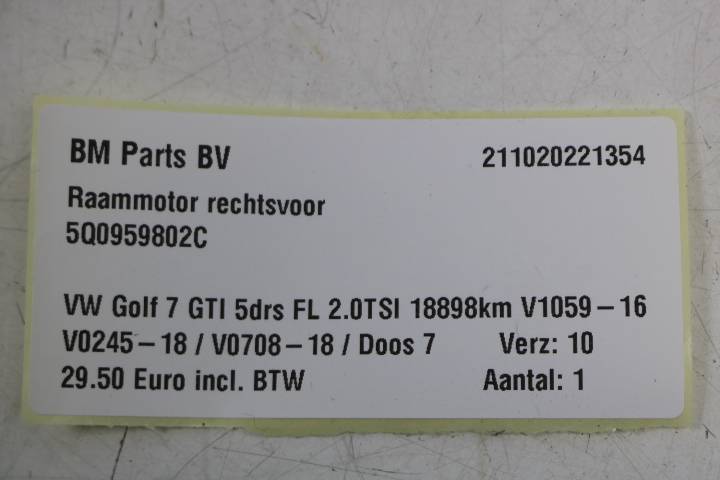 BM Parts BV 211020221354
Raammotor rechtsvoor
5Q0959802C
VW Golf 7 GTI 5drs FL 2.0TSI 18898km V1059-16
V0245-18 / V0708-18 / Doos 7 Verz: 10
29.50 Euro incl. BTW Aantal: 1